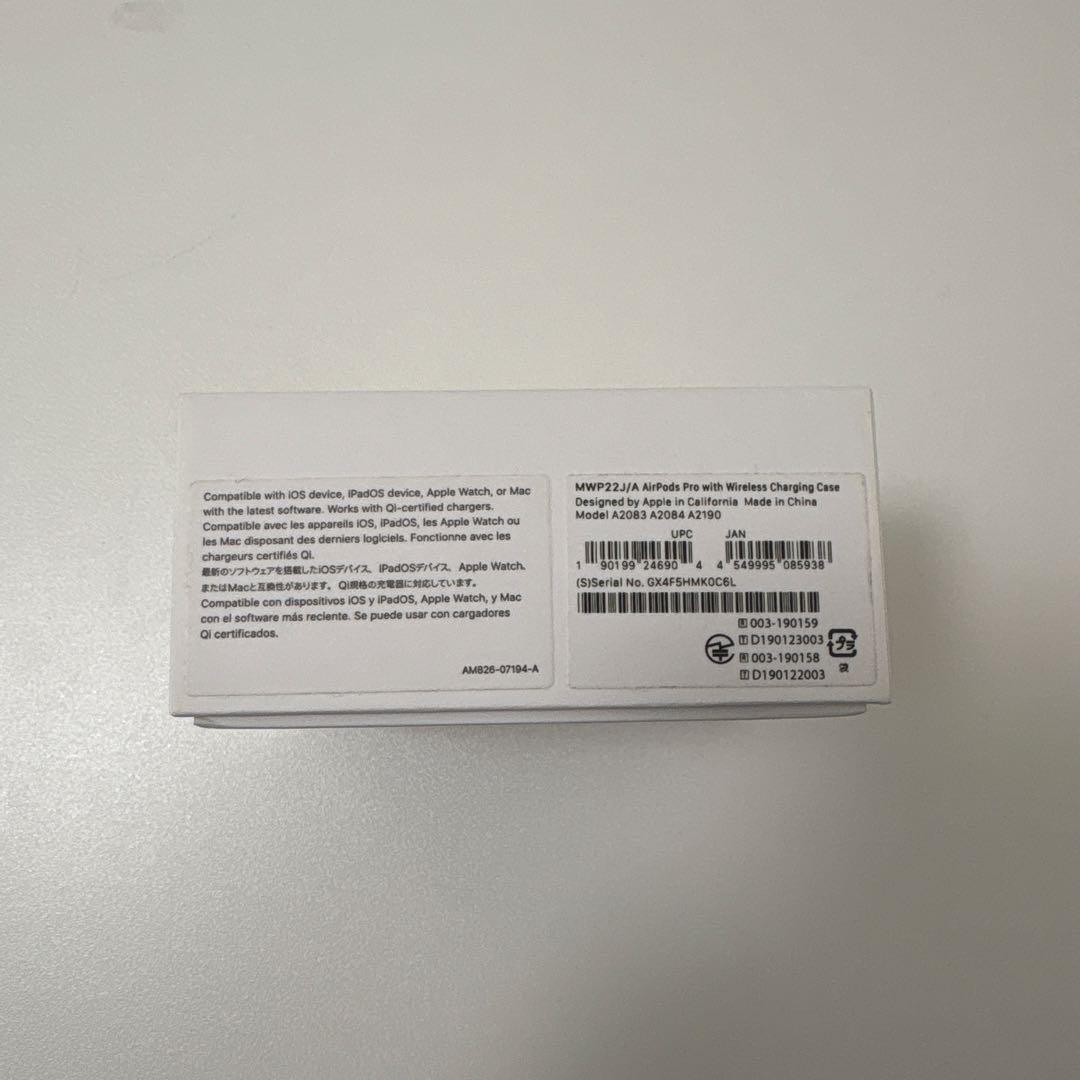 Compatible with iOS device, iPadOS device, Apple Watch, or Mac
with the latest software. Works with Qi-certified chargers.
Compatible avec les appareils iOS, iPadOS, les Apple Watch ou
les Mac disposant des derniers logiciels. Fonctionne avec les
chargeurs certifiés Qi.
最新のソフトウェアを搭載したiOSデバイス、iPadOSデバイス、Apple Watch、
またはMacと互換性があります。 Qi規格の充電器に対応しています。
Compatible con dispositivos iOS y iPadOS, Apple Watch, y Mac
con el software más reciente. Se puede usar con cargadores
Qi certificados.
AM826-07194-A
MWP22J/A AirPods Pro with Wireless Charging Case
Designed by Apple in California Made in China
Model A2083 A2084 A2190
UPC JAN
1 90199 24690 4 4 549995 085938
(S)Serial No. GX4F5HMK0C6L
R 003-190159
T D190123003
R 003-190158
T D190122003
プラ
袋